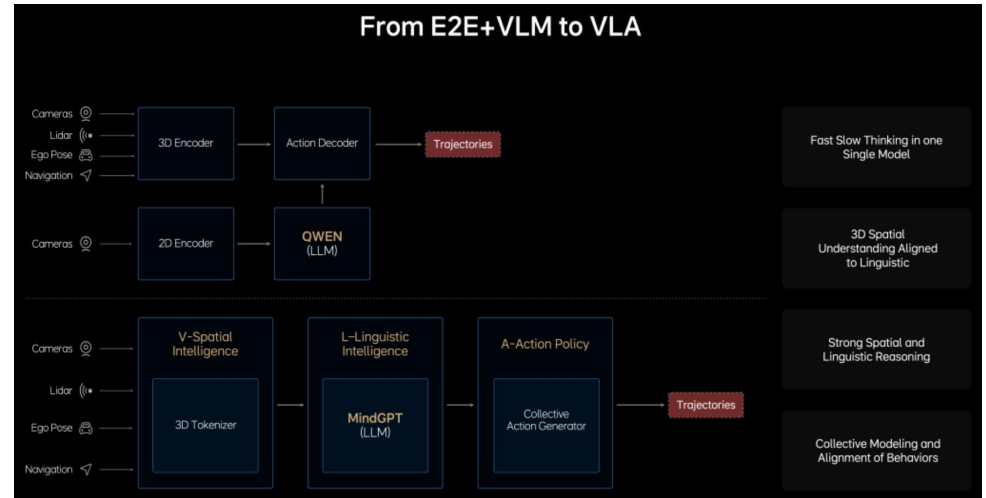 From E2E+VLM to VLA
Cameras
Lidar
Ego Pose
Navigation
3D Encoder
Action Decoder
Trajectories
Cameras
2D Encoder
QWEN
(LLM)
Cameras
Lidar
Ego Pose
Navigation
V-Spatial
Intelligence
3D Tokenizer
L-Linguistic
Intelligence
MindGPT
(LLM)
A-Action Policy
Collective
Action Generator
Trajectories
Fast Slow Thinking in one
Single Model
3D Spatial
Understanding Aligned
to Linguistic
Strong Spatial and
Linguistic Reasoning
Collective Modeling and
Alignment of Behaviors